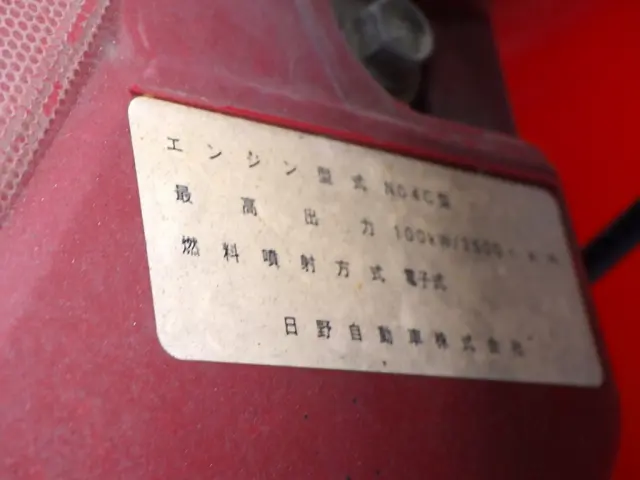 エンジン型式 N04C型
最高出力 100kW/2500
燃料噴射方式 電子式
日野自動車株式会社